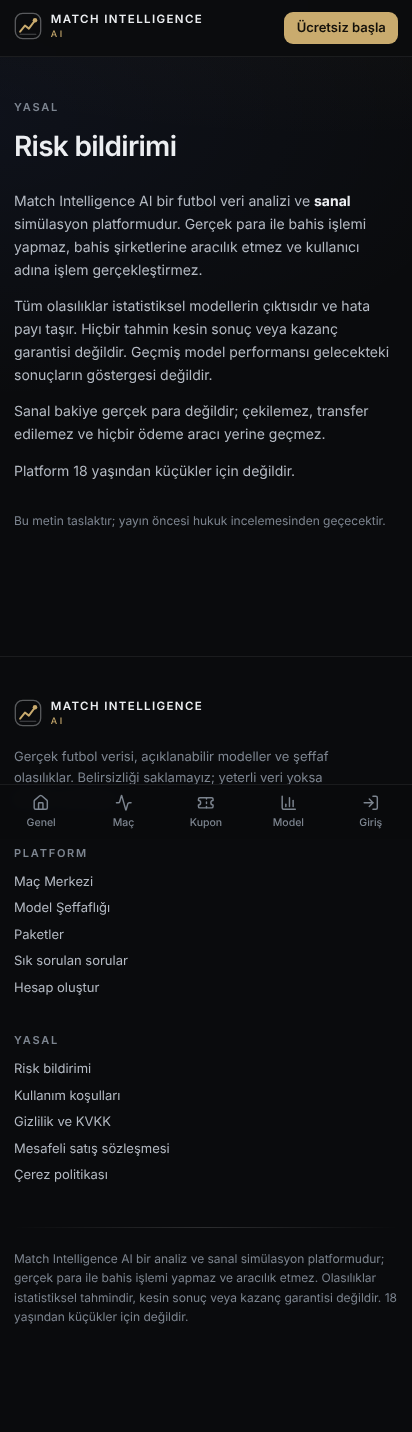 MATCH INTELLIGENCE
AI
Ücretsiz başla
YASAL
Risk bildirimi
Match Intelligence AI bir futbol veri analizi ve sanal
simülasyon platformudur. Gerçek para ile bahis işlemi
yapmaz, bahis şirketlerine aracılık etmez ve kullanıcı
adına işlem gerçekleştirmez.
Tüm olasılıklar istatistiksel modellerin çıktısıdır ve hata
payı taşır. Hiçbir tahmin kesin sonuç veya kazanç
garantisi değildir. Geçmiş model performansı gelecekteki
sonuçların göstergesi değildir.
Sanal bakiye gerçek para değildir; çekilemez, transfer
edilemez ve hiçbir ödeme aracı yerine geçmez.
Platform 18 yaşından küçükler için değildir.
Bu metin taslaktır; yayın öncesi hukuk incelemesinden geçecektir.
MATCH INTELLIGENCE
AI
Gerçek futbol verisi, açıklanabilir modeller ve şeffaf
olasılıklar. Belirsizliği saklamayız; yeterli veri yoksa
Genel
Maç
Kupon
Model
Giriş
PLATFORM
Maç Merkezi
Model Şeffaflığı
Paketler
Sık sorulan sorular
Hesap oluştur
YASAL
Risk bildirimi
Kullanım koşulları
Gizlilik ve KVKK
Mesafeli satış sözleşmesi
Çerez politikası
Match Intelligence AI bir analiz ve sanal simülasyon platformudur;
gerçek para ile bahis işlemi yapmaz ve aracılık etmez. Olasılıklar
istatistiksel tahmindir, kesin sonuç veya kazanç garantisi değildir. 18
yaşından küçükler için değildir.